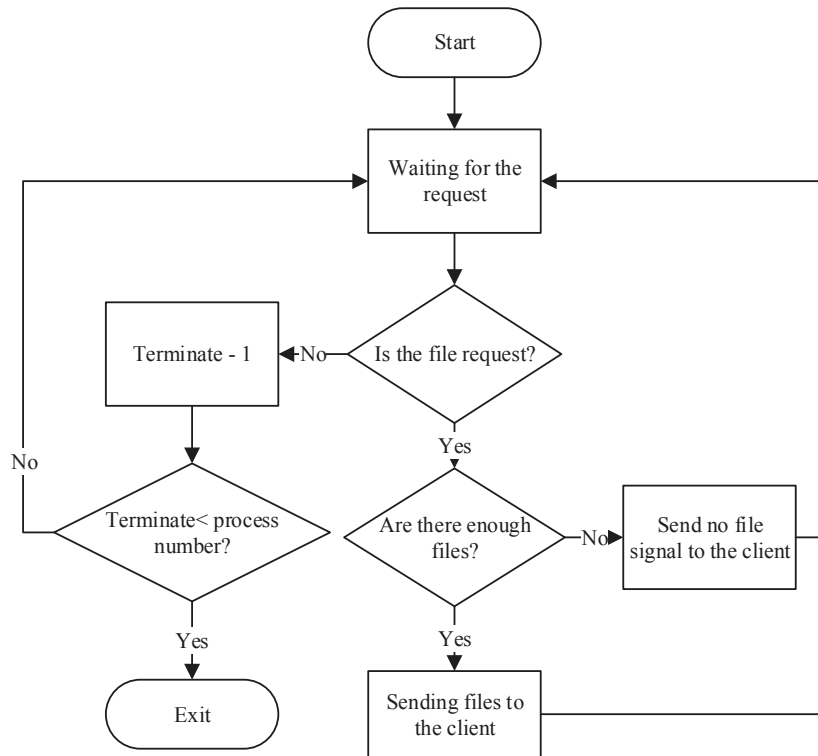 Start
Waiting for the
request
Terminate - 1
No
Is the file request?
Yes
No
Terminate< process
number?
Are there enough
files?
No
Send no file
signal to the client
Yes
Yes
Exit
Sending files to
the client